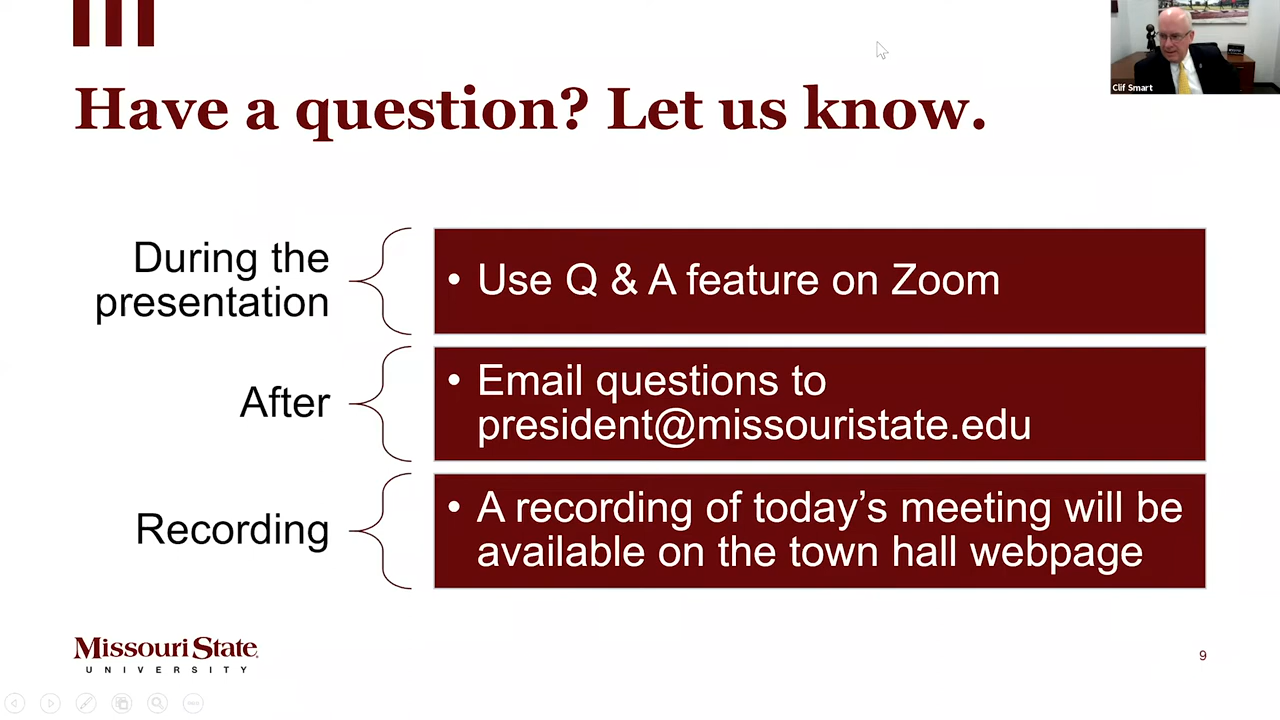 Clif Smart
Have a question? Let us know.
During the
presentation
• Use Q & A feature on Zoom
After
• Email questions to
president@missouristate.edu
Recording
• A recording of today’s meeting will be
available on the town hall webpage
Missouri State
UNIVERSITY
9